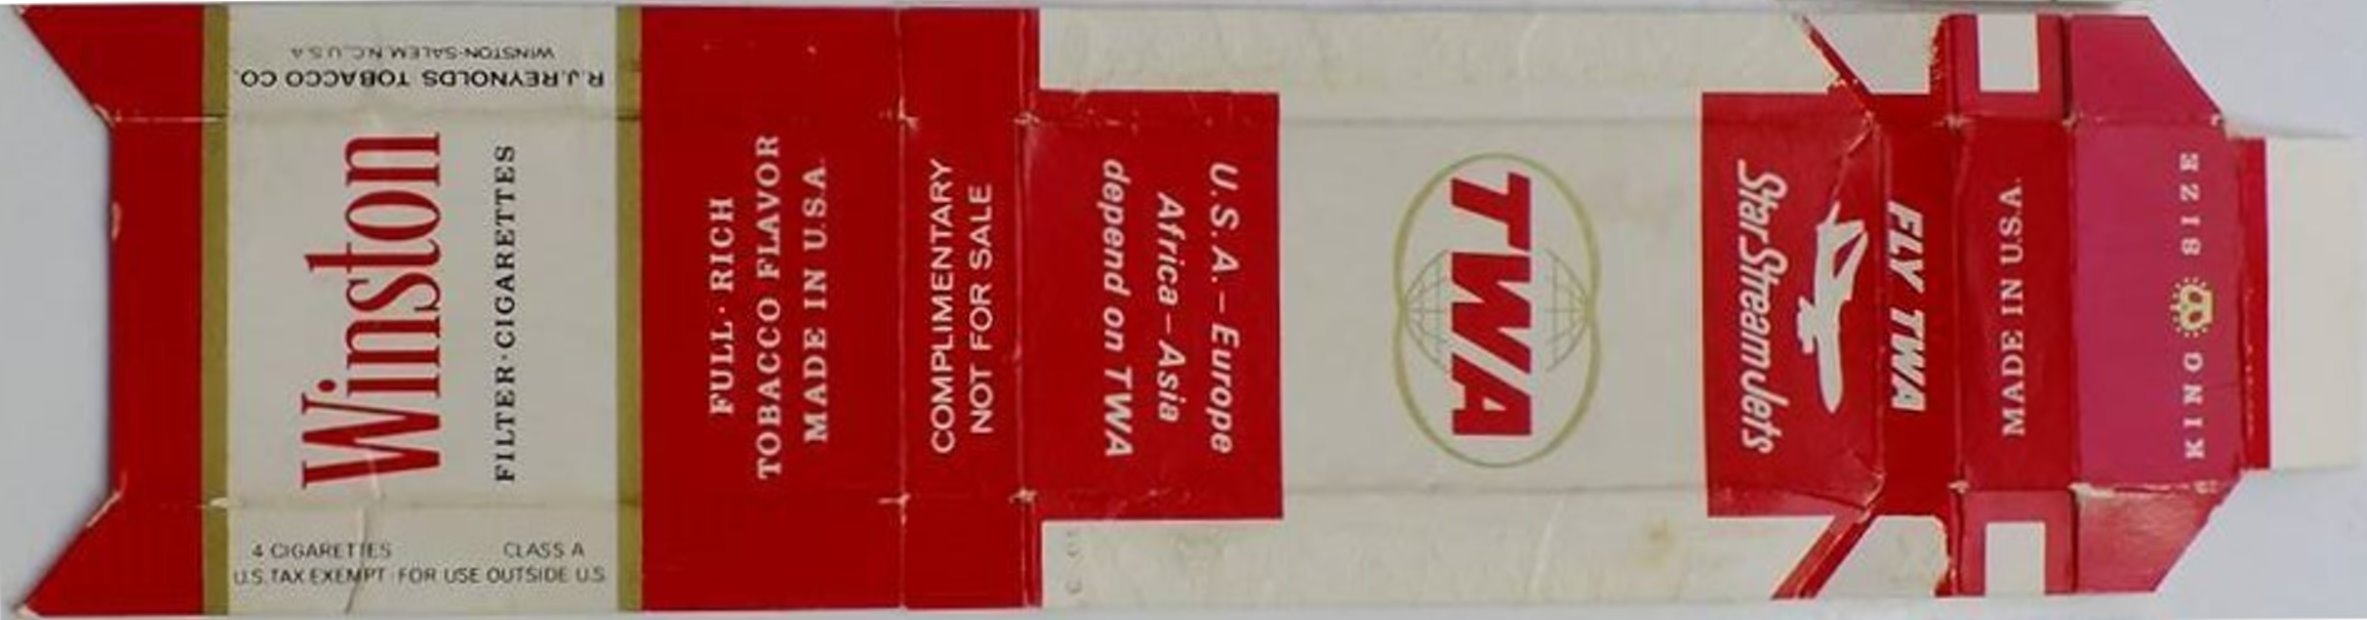 R.J.REYNOLDS TOBACCO CO.
WINSTON-SALEM, N.C., U.S.A
Winston
FILTER·CIGARETTES
4 CIGARETTES CLASS A
U.S. TAX EXEMPT FOR USE OUTSIDE U.S.
FULL·RICH
TOBACCO FLAVOR
MADE IN U.S.A.
COMPLIMENTARY
NOT FOR SALE
U.S.A.–Europe
Africa–Asia
depend on TWA
TWA
StarStream Jets
FLY TWA
MADE IN U.S.A.
KING SIZE